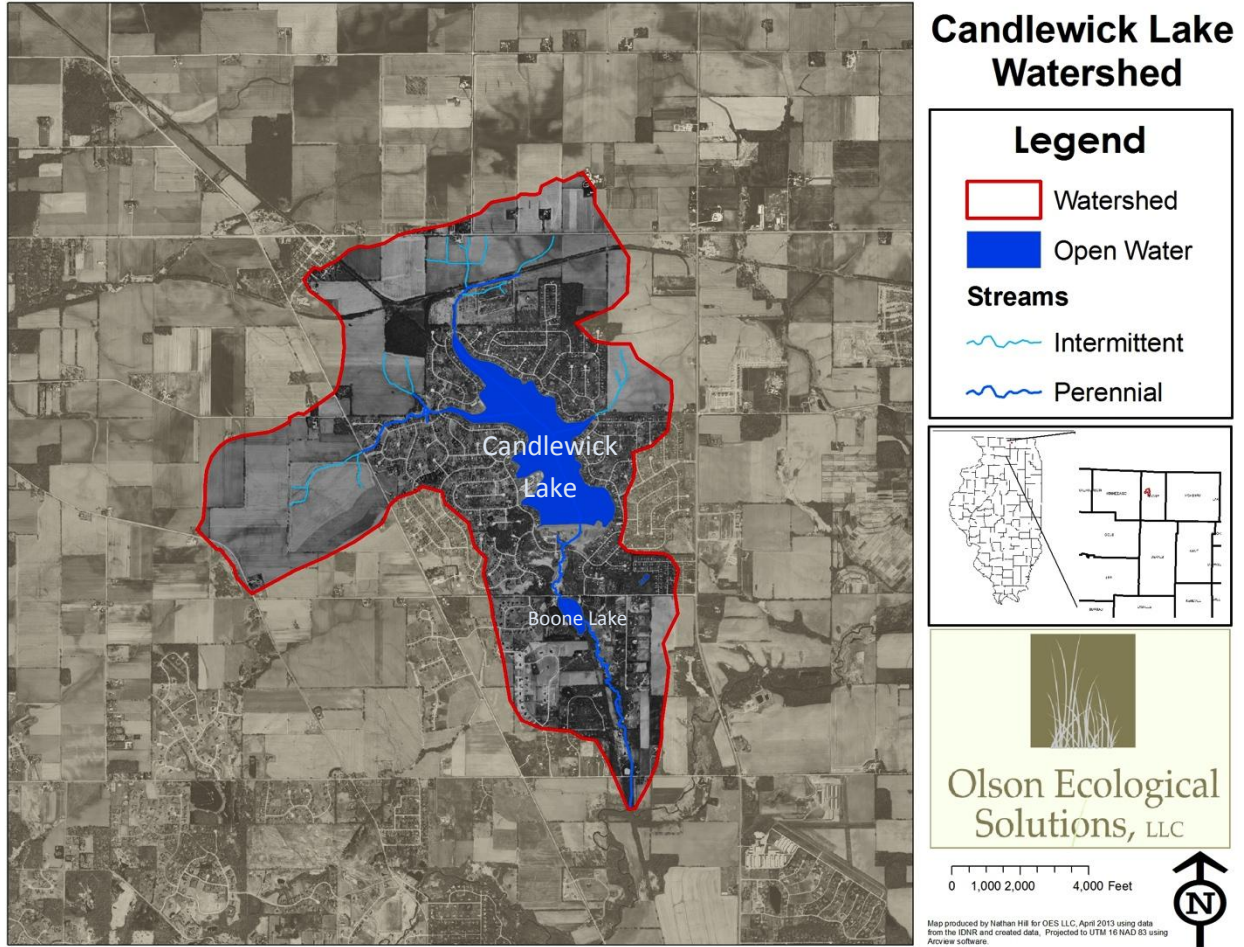 Candlewick Lake
Watershed
Legend
Watershed
Open Water
Streams
Intermittent
Perennial
Candlewick
Lake
Boone Lake
Olson Ecological
Solutions, LLC
0 1,000 2,000 4,000 Feet
N
Map produced by Nathan Hill for OES LLC, April 2013 using data
from the IDNR and created data, Projected to UTM 16 NAD 83 using
Arcview software.